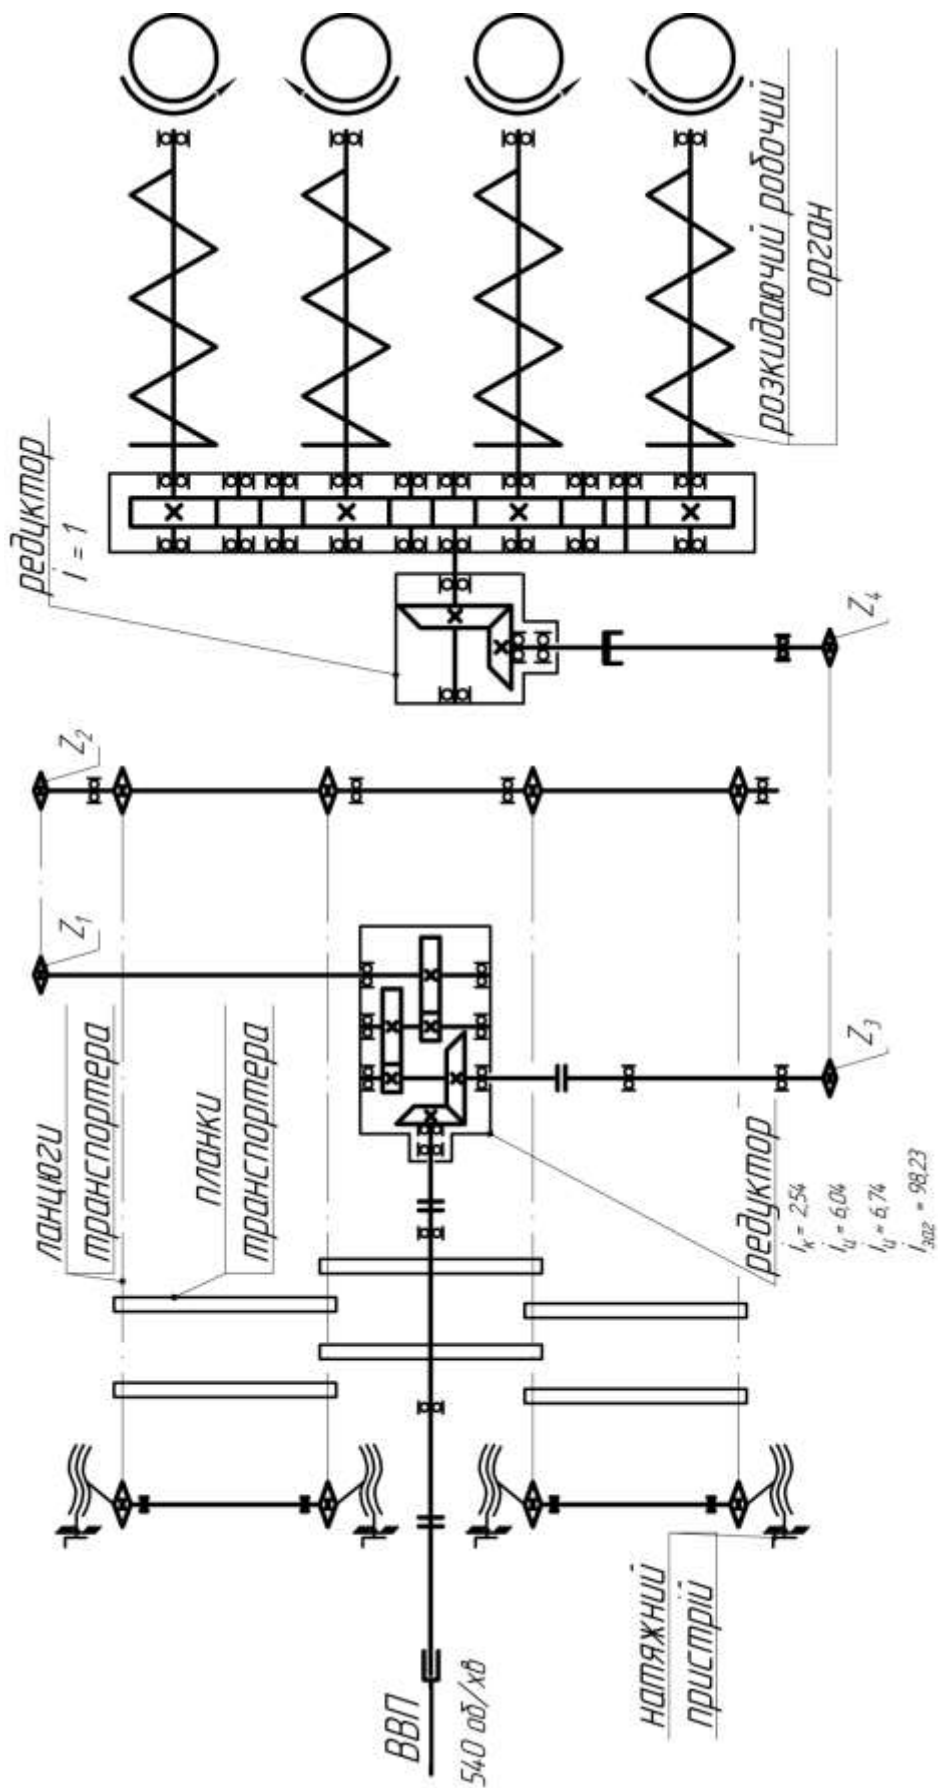 редуктор
i = 1
ланцюги
транспортера
Z₁
Z₂
планки
транспортера
ВВП
540 об/хв
натяжний
пристрій
редуктор
iк = 2,54
iц = 6,04
iц = 6,74
iзаг = 98,23
Z₃
Z₄
розкидаючий робочий
орган